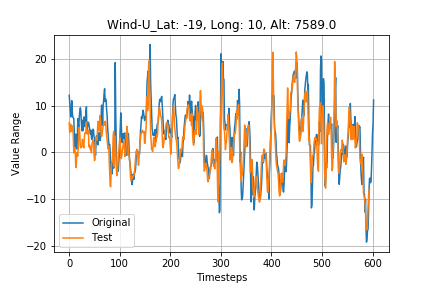 Wind-U_Lat: -19, Long: 10, Alt: 7589.0
Value Range
20
10
0
−10
−20
Original
Test
0 100 200 300 400 500 600
Timesteps